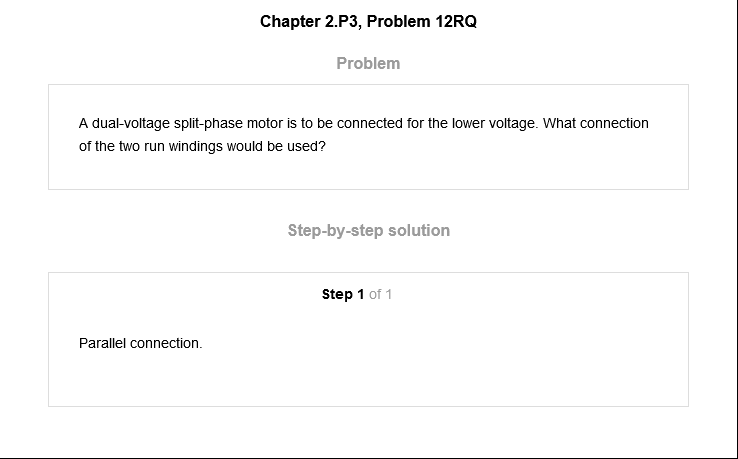 Chapter 2.P3, Problem 12RQ
Problem
A dual-voltage split-phase motor is to be connected for the lower voltage. What connection
of the two run windings would be used?
Step-by-step solution
Step 1 of 1
Parallel connection.